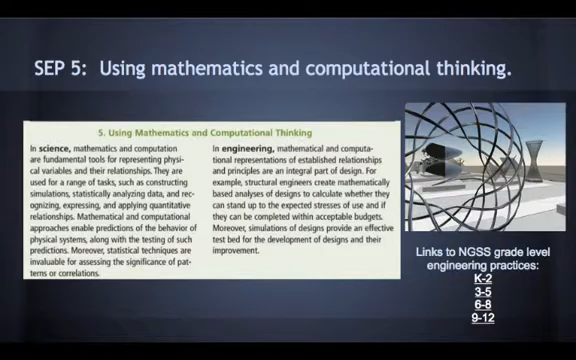 SEP 5: Using mathematics and computational thinking.
5. Using Mathematics and Computational Thinking
In science, mathematics and computation
are fundamental tools for representing physi-
cal variables and their relationships. They are
used for a range of tasks, such as constructing
simulations, statistically analyzing data, and rec-
ognizing, expressing, and applying quantitative
relationships. Mathematical and computational
approaches enable predictions of the behavior of
physical systems, along with the testing of such
predictions. Moreover, statistical techniques are
invaluable for assessing the significance of pat-
terns or correlations.
In engineering, mathematical and computa-
tional representations of established relationships
and principles are an integral part of design. For
example, structural engineers create mathematically
based analyses of designs to calculate whether they
can stand up to the expected stresses of use and if
they can be completed within acceptable budgets.
Moreover, simulations of designs provide an effective
test bed for the development of designs and their
improvement.
Links to NGSS grade level
engineering practices:
K-2
3-5
6-8
9-12